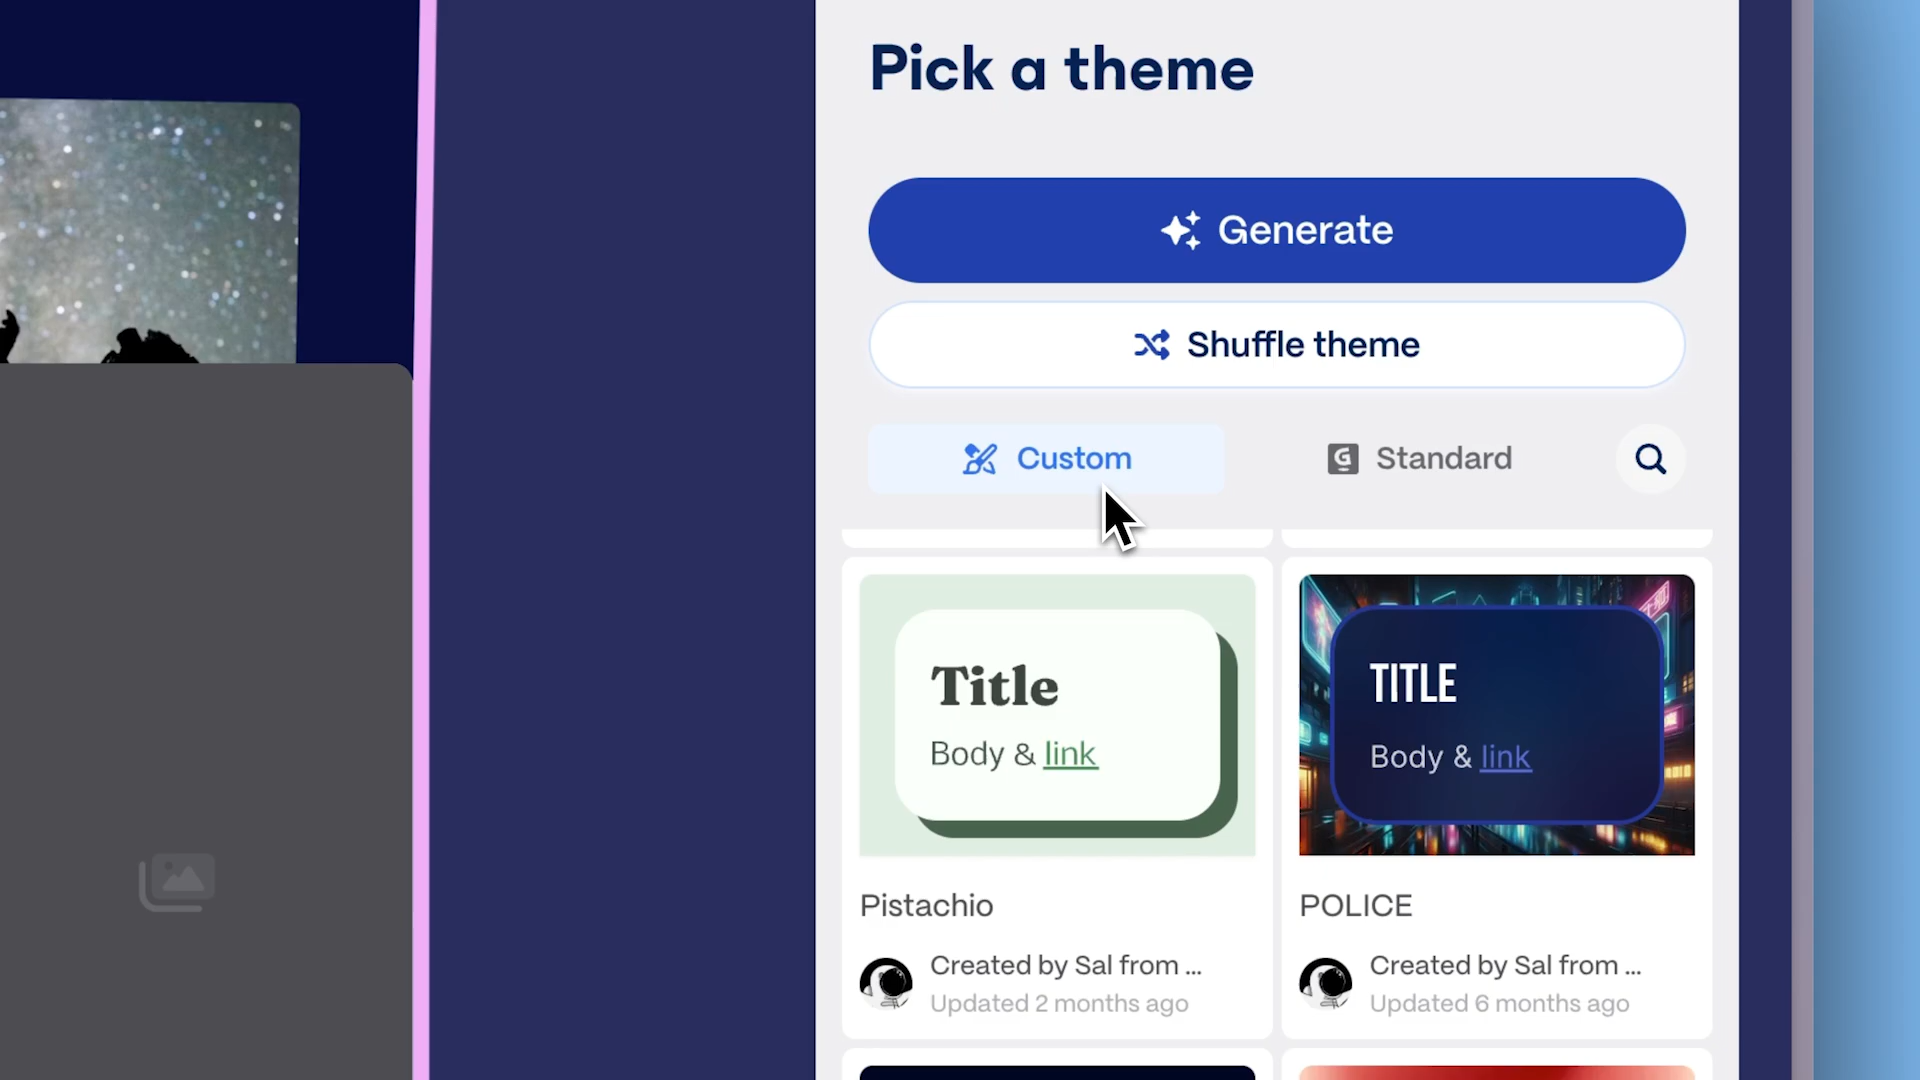 Pick a theme
Generate
Shuffle theme
Custom
Standard
Title
Body & link
Pistachio
Created by Sal from ...
Updated 2 months ago
TITLE
Body & link
POLICE
Created by Sal from ...
Updated 6 months ago